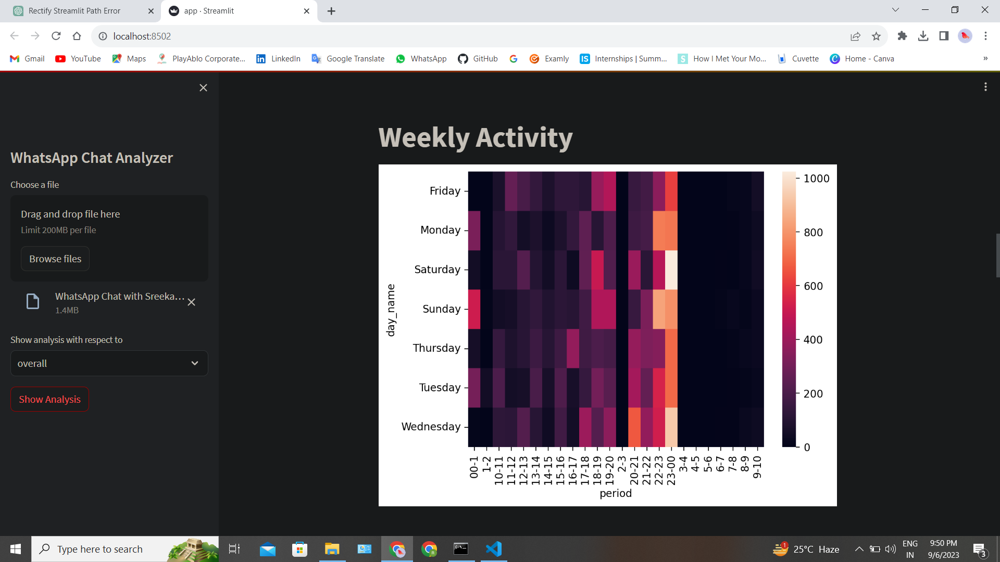 Rectify Streamlit Path Error
app · Streamlit
localhost:8502
Gmail
YouTube
Maps
PlayAblo Corporate...
LinkedIn
Google Translate
WhatsApp
GitHub
Examly
IS
Internships | Summ...
S
How I Met Your Mo...
Cuvette
Home - Canva
»
WhatsApp Chat Analyzer
Choose a file
Drag and drop file here
Limit 200MB per file
Browse files
WhatsApp Chat with Sreeka...
1.4MB
Show analysis with respect to
overall
Show Analysis
Weekly Activity
day_name
Friday
Monday
Saturday
Sunday
Thursday
Tuesday
Wednesday
00-1
1-2
10-11
11-12
12-13
13-14
14-15
15-16
16-17
17-18
18-19
19-20
2-3
20-21
21-22
22-23
23-00
3-4
4-5
5-6
6-7
7-8
8-9
9-10
period
1000
800
600
400
200
0
Type here to search
1
25°C Haze
ENG
IN
9:50 PM
9/6/2023
3